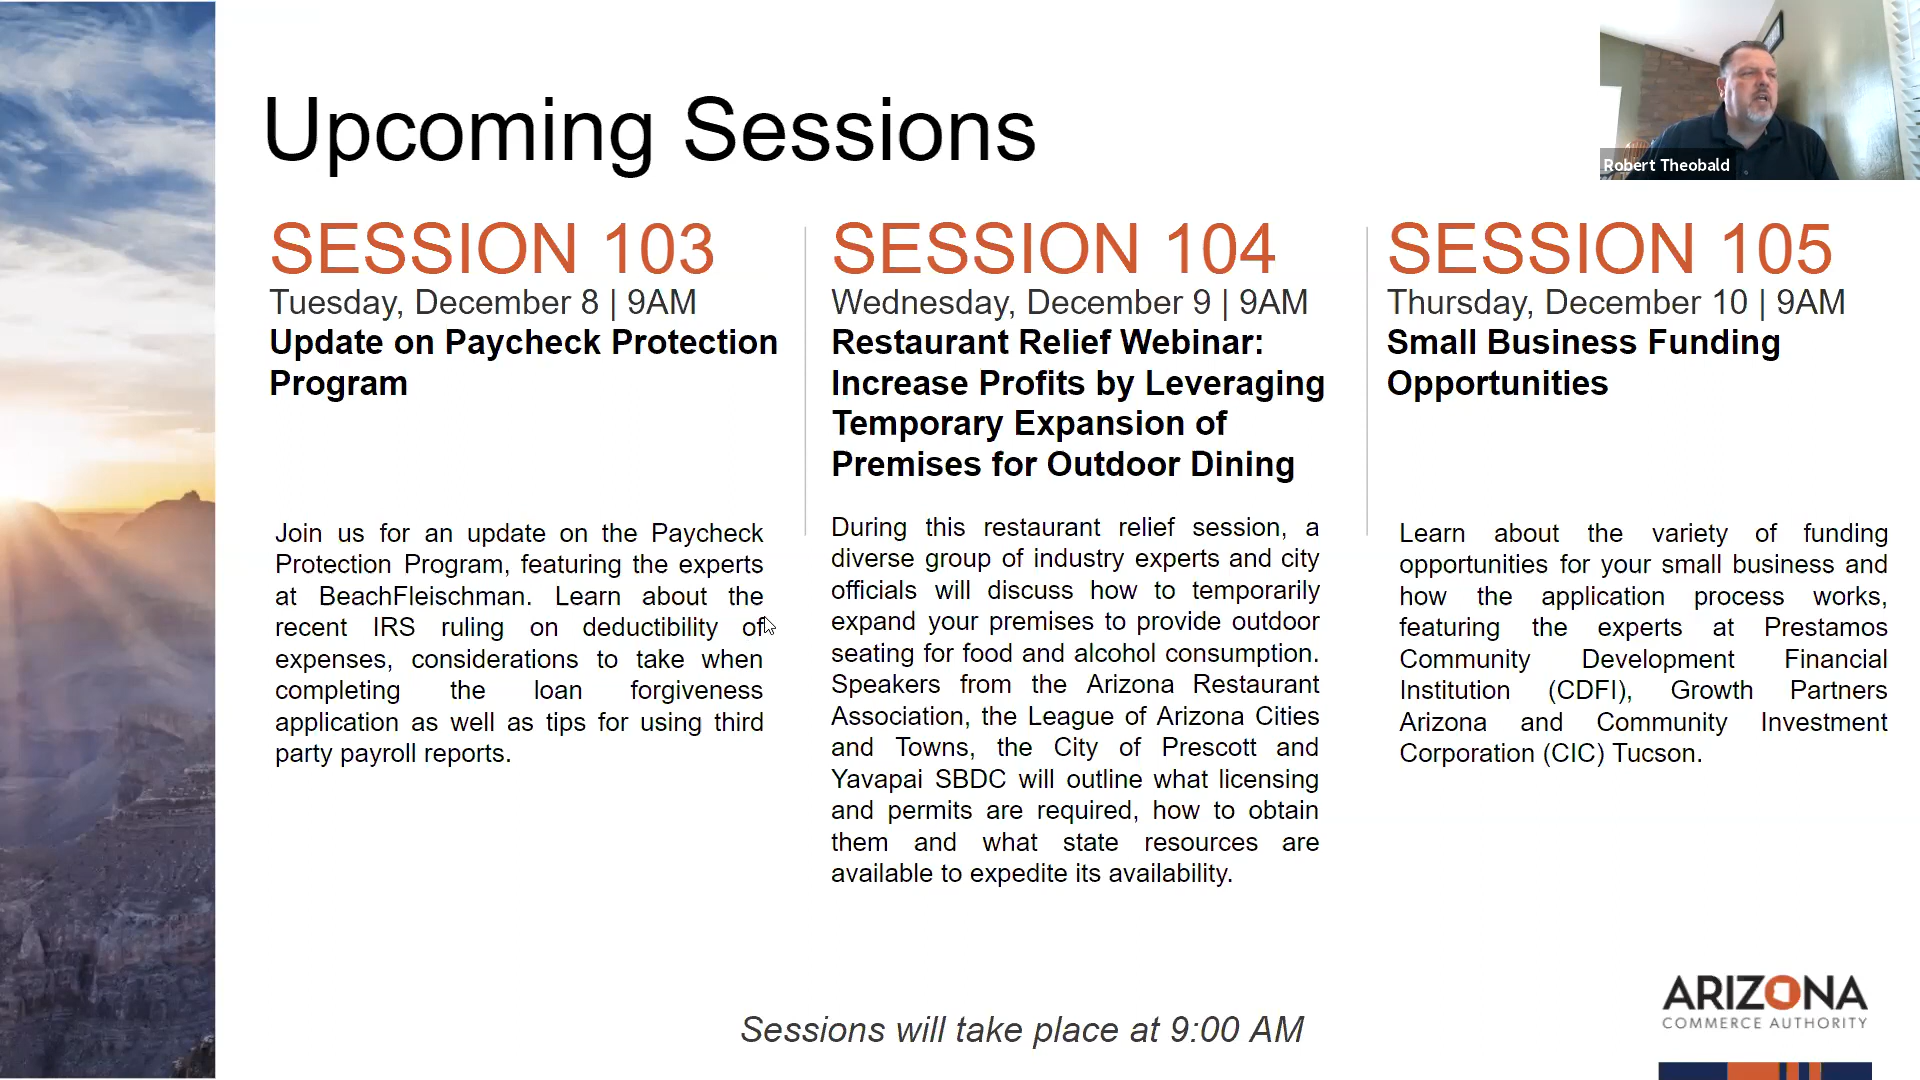 Upcoming Sessions
Robert Theobald
SESSION 103
Tuesday, December 8 | 9AM
Update on Paycheck Protection
Program
Join us for an update on the Paycheck
Protection Program, featuring the experts
at BeachFleischman. Learn about the
recent IRS ruling on deductibility of
expenses, considerations to take when
completing the loan forgiveness
application as well as tips for using third
party payroll reports.
SESSION 104
Wednesday, December 9 | 9AM
Restaurant Relief Webinar:
Increase Profits by Leveraging
Temporary Expansion of
Premises for Outdoor Dining
During this restaurant relief session, a
diverse group of industry experts and city
officials will discuss how to temporarily
expand your premises to provide outdoor
seating for food and alcohol consumption.
Speakers from the Arizona Restaurant
Association, the League of Arizona Cities
and Towns, the City of Prescott and
Yavapai SBDC will outline what licensing
and permits are required, how to obtain
them and what state resources are
available to expedite its availability.
SESSION 105
Thursday, December 10 | 9AM
Small Business Funding
Opportunities
Learn about the variety of funding
opportunities for your small business and
how the application process works,
featuring the experts at Prestamos
Community Development Financial
Institution (CDFI), Growth Partners
Arizona and Community Investment
Corporation (CIC) Tucson.
Sessions will take place at 9:00 AM
ARIZONA
COMMERCE AUTHORITY